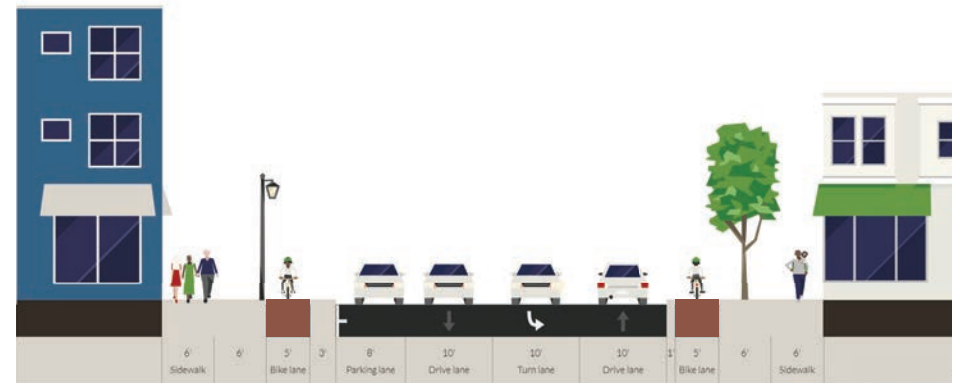 6' 6' 5' 3' 8' 10' 10' 10' 1' 5' 6' 6'
Sidewalk Bike lane Parking lane Drive lane Turn lane Drive lane Bike lane Sidewalk